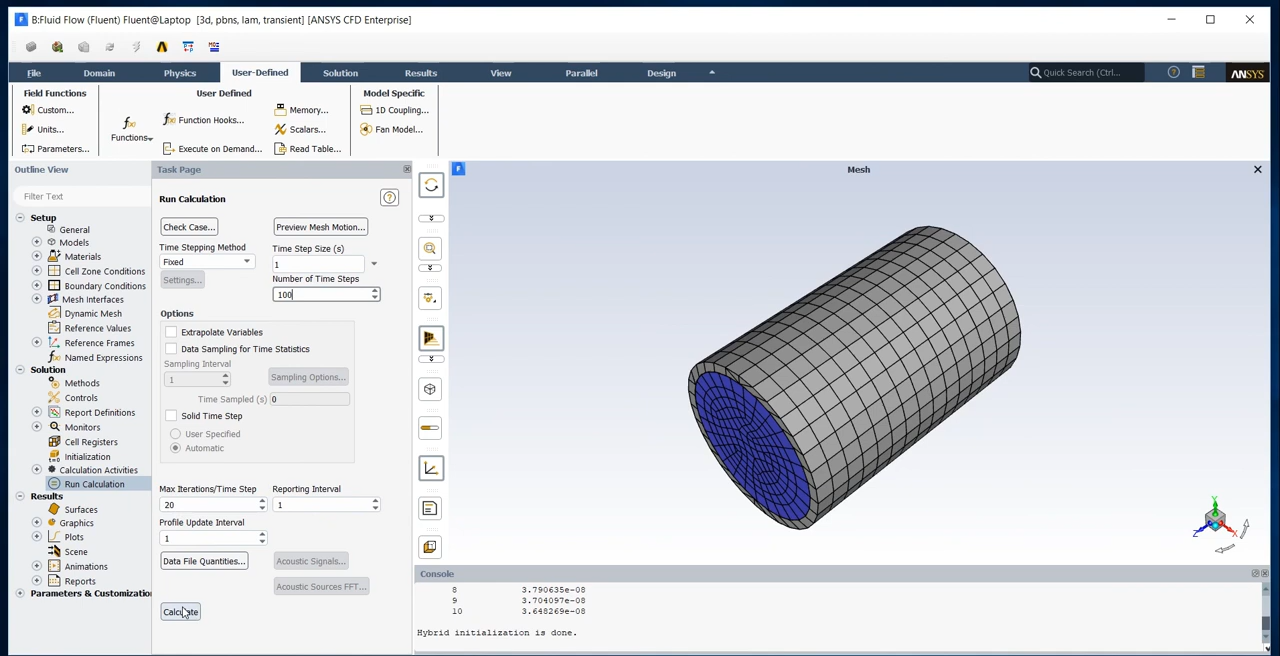 B:Fluid Flow (Fluent) Fluent@Laptop [3d, pbns, lam, transient] [ANSYS CFD Enterprise]
File Domain Physics User-Defined Solution Results View Parallel Design Quick Search (Ctrl... ANSYS
Field Functions User Defined Model Specific
Custom... Memory... 1D Coupling...
Function Hooks...
Units... Functions Scalars... Fan Model...
Parameters... Execute on Demand... Read Table...
Outline View
Filter Text
Setup
General
Models
Materials
Cell Zone Conditions
Boundary Conditions
Mesh Interfaces
Dynamic Mesh
Reference Values
Reference Frames
Named Expressions
Solution
Methods
Controls
Report Definitions
Monitors
Cell Registers
Initialization
Calculation Activities
Run Calculation
Results
Surfaces
Graphics
Plots
Scene
Animations
Reports
Parameters & Customizatio
Task Page
Run Calculation
Check Case... Preview Mesh Motion...
Time Stepping Method Time Step Size (s)
Fixed 1
Settings... Number of Time Steps
100
Options
Extrapolate Variables
Data Sampling for Time Statistics
Sampling Interval
1 Sampling Options...
Time Sampled (s) 0
Solid Time Step
User Specified
Automatic
Max Iterations/Time Step Reporting Interval
20 1
Profile Update Interval
1
Data File Quantities... Acoustic Signals...
Acoustic Sources FFT...
Calculate
Mesh
Y
Z X
Console
8 3.790635e-08
9 3.704097e-08
10 3.648269e-08
Hybrid initialization is done.